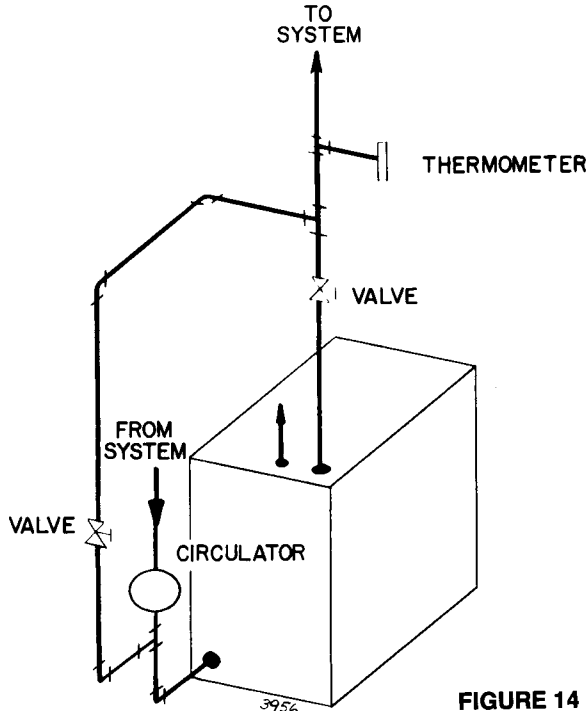 TO
SYSTEM
THERMOMETER
VALVE
FROM
SYSTEM
VALVE
CIRCULATOR
3956
FIGURE 14